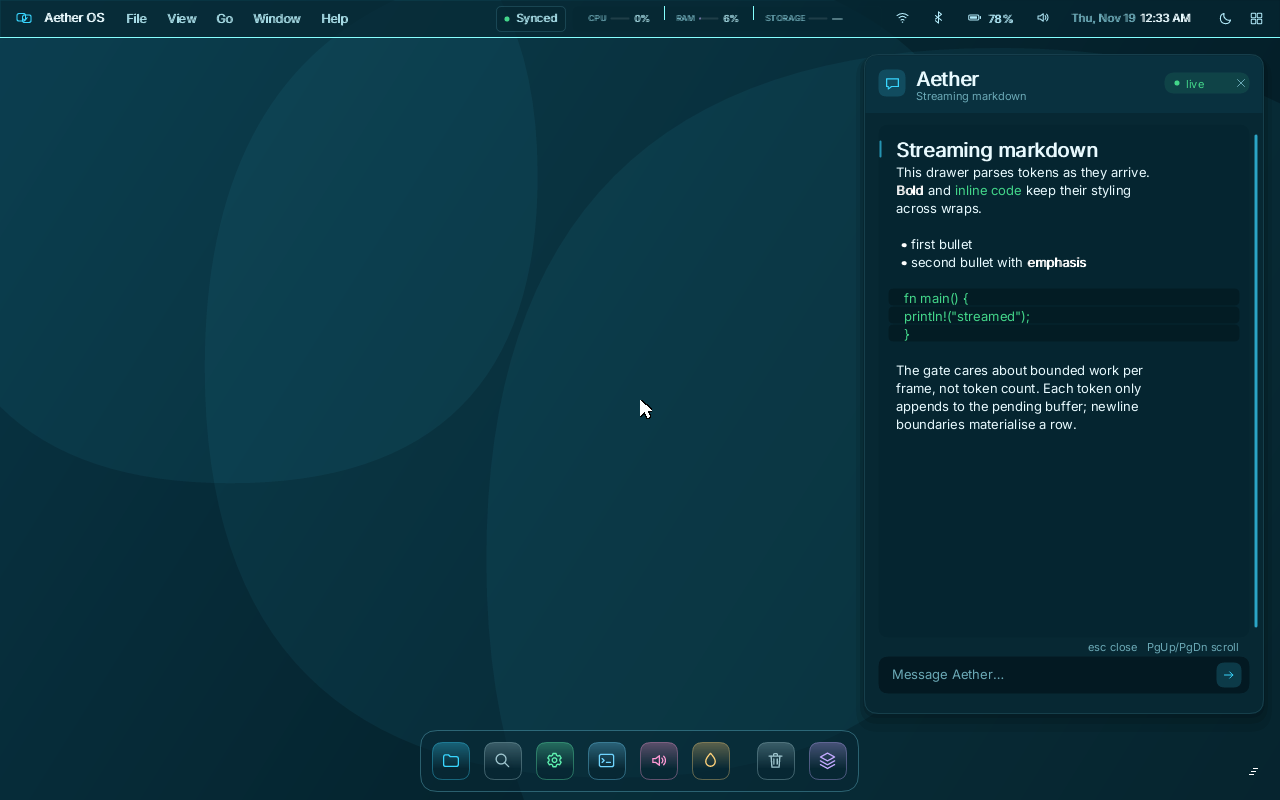 Aether OS File View Go Window Help Synced CPU 0% RAM 6% STORAGE — 78% Thu, Nov 19 12:33 AM
Aether
Streaming markdown
live
Streaming markdown
This drawer parses tokens as they arrive.
Bold and inline code keep their styling
across wraps.
• first bullet
• second bullet with emphasis
fn main() {
println!("streamed");
}
The gate cares about bounded work per
frame, not token count. Each token only
appends to the pending buffer; newline
boundaries materialise a row.
esc close PgUp/PgDn scroll
Message Aether...